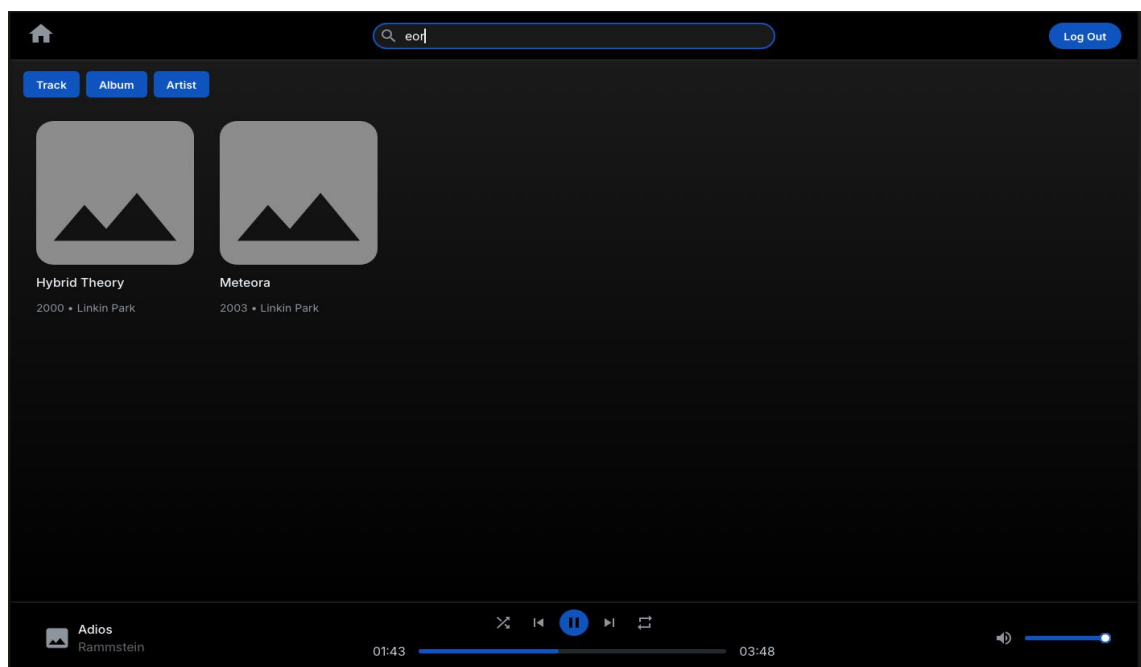 eor
Log Out
Track
Album
Artist
Hybrid Theory
2000 • Linkin Park
Meteora
2003 • Linkin Park
Adios
Rammstein
01:43
03:48